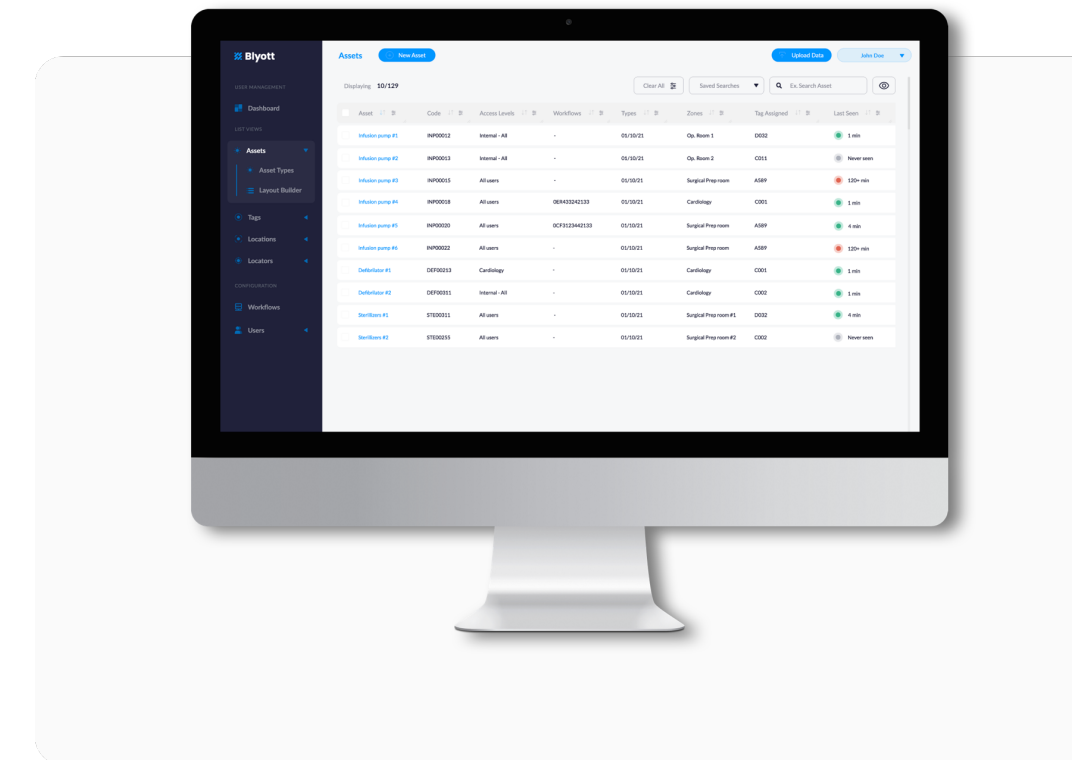 Blyott
Assets
New Asset
Upload Data
John Doe
USER MANAGEMENT
Displaying 10/129
Clear All
Saved Searches
Ex. Search Asset
Dashboard
LIST VIEWS
Assets
Asset Types
Layout Builder
Tags
Locations
Locators
CONFIGURATION
Workflows
Users
Asset Code Access Levels Workflows Types Zones Tag Assigned Last Seen
Infusion pump #1 INP00012 Internal - All - 01/10/21 Op. Room 1 D032 1 min
Infusion pump #2 INP00013 Internal - All - 01/10/21 Op. Room 2 C011 Never seen
Infusion pump #3 INP00015 All users - 01/10/21 Surgical Prep room A589 120+ min
Infusion pump #4 INP00018 All users 0ER433242133 01/10/21 Cardiology C001 1 min
Infusion pump #5 INP00020 All users 0CF3123442133 01/10/21 Surgical Prep room A589 4 min
Infusion pump #6 INP00022 All users - 01/10/21 Surgical Prep room A589 120+ min
Defibrilator #1 DEF00213 Cardiology - 01/10/21 Cardiology C001 1 min
Defibrilator #2 DEF00311 Internal - All - 01/10/21 Cardiology C002 1 min
Sterilizers #1 STE00311 All users - 01/10/21 Surgical Prep room #1 D032 4 min
Sterilizers #2 STE00255 All users - 01/10/21 Surgical Prep room #2 C002 Never seen